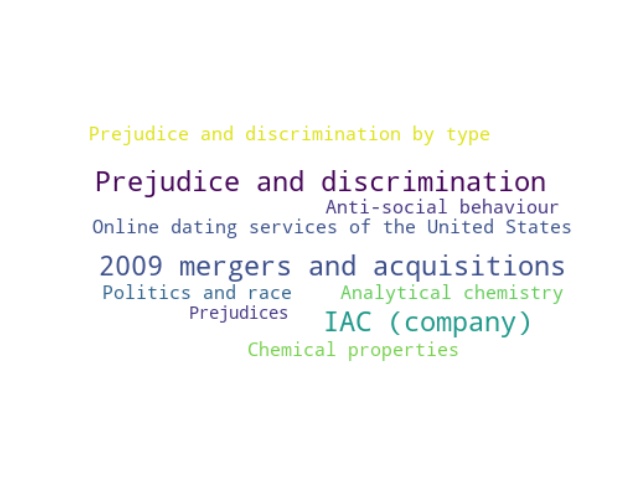 Prejudice and discrimination by type
Prejudice and discrimination
Anti-social behaviour
Online dating services of the United States
2009 mergers and acquisitions
Politics and race
Analytical chemistry
Prejudices
IAC (company)
Chemical properties